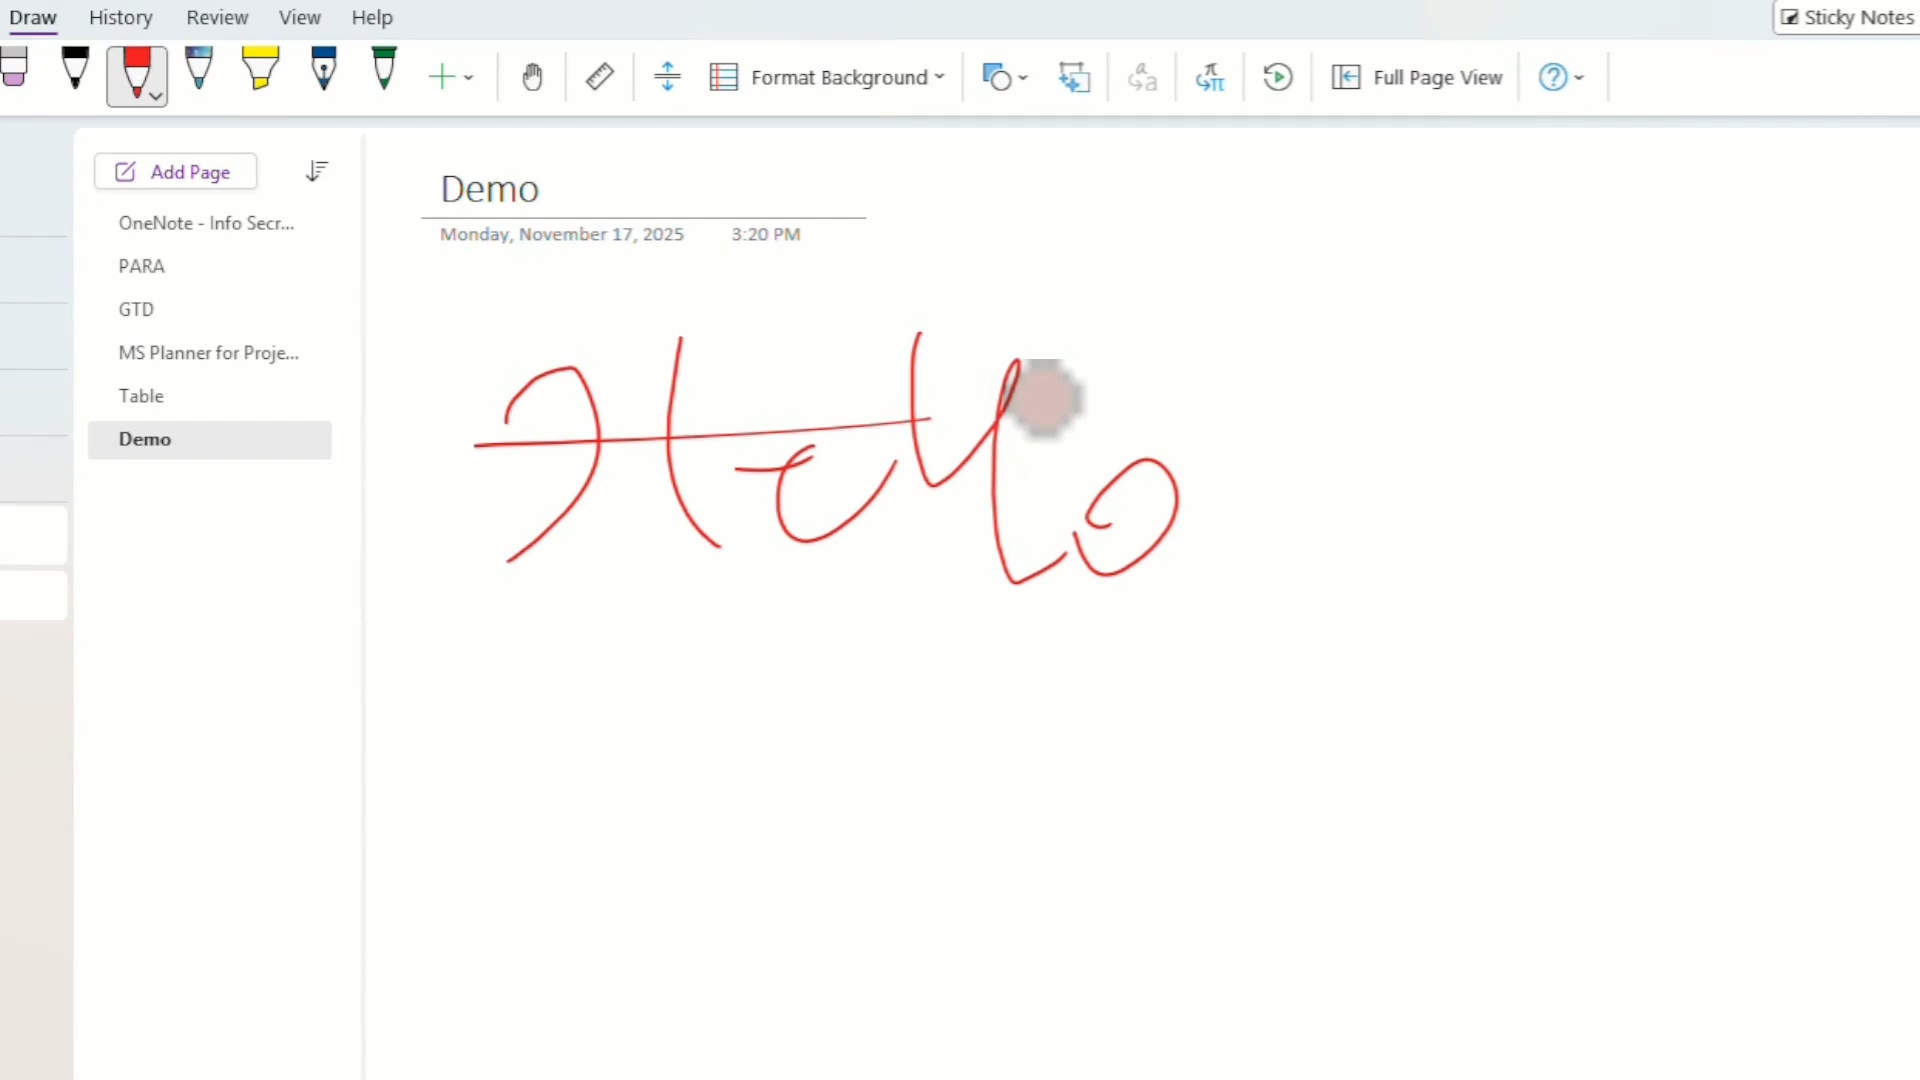 Draw History Review View Help Sticky Notes
Format Background Full Page View
Add Page
OneNote - Info Secr...
PARA
GTD
MS Planner for Proje...
Table
Demo
Demo
Monday, November 17, 2025 3:20 PM
Hello